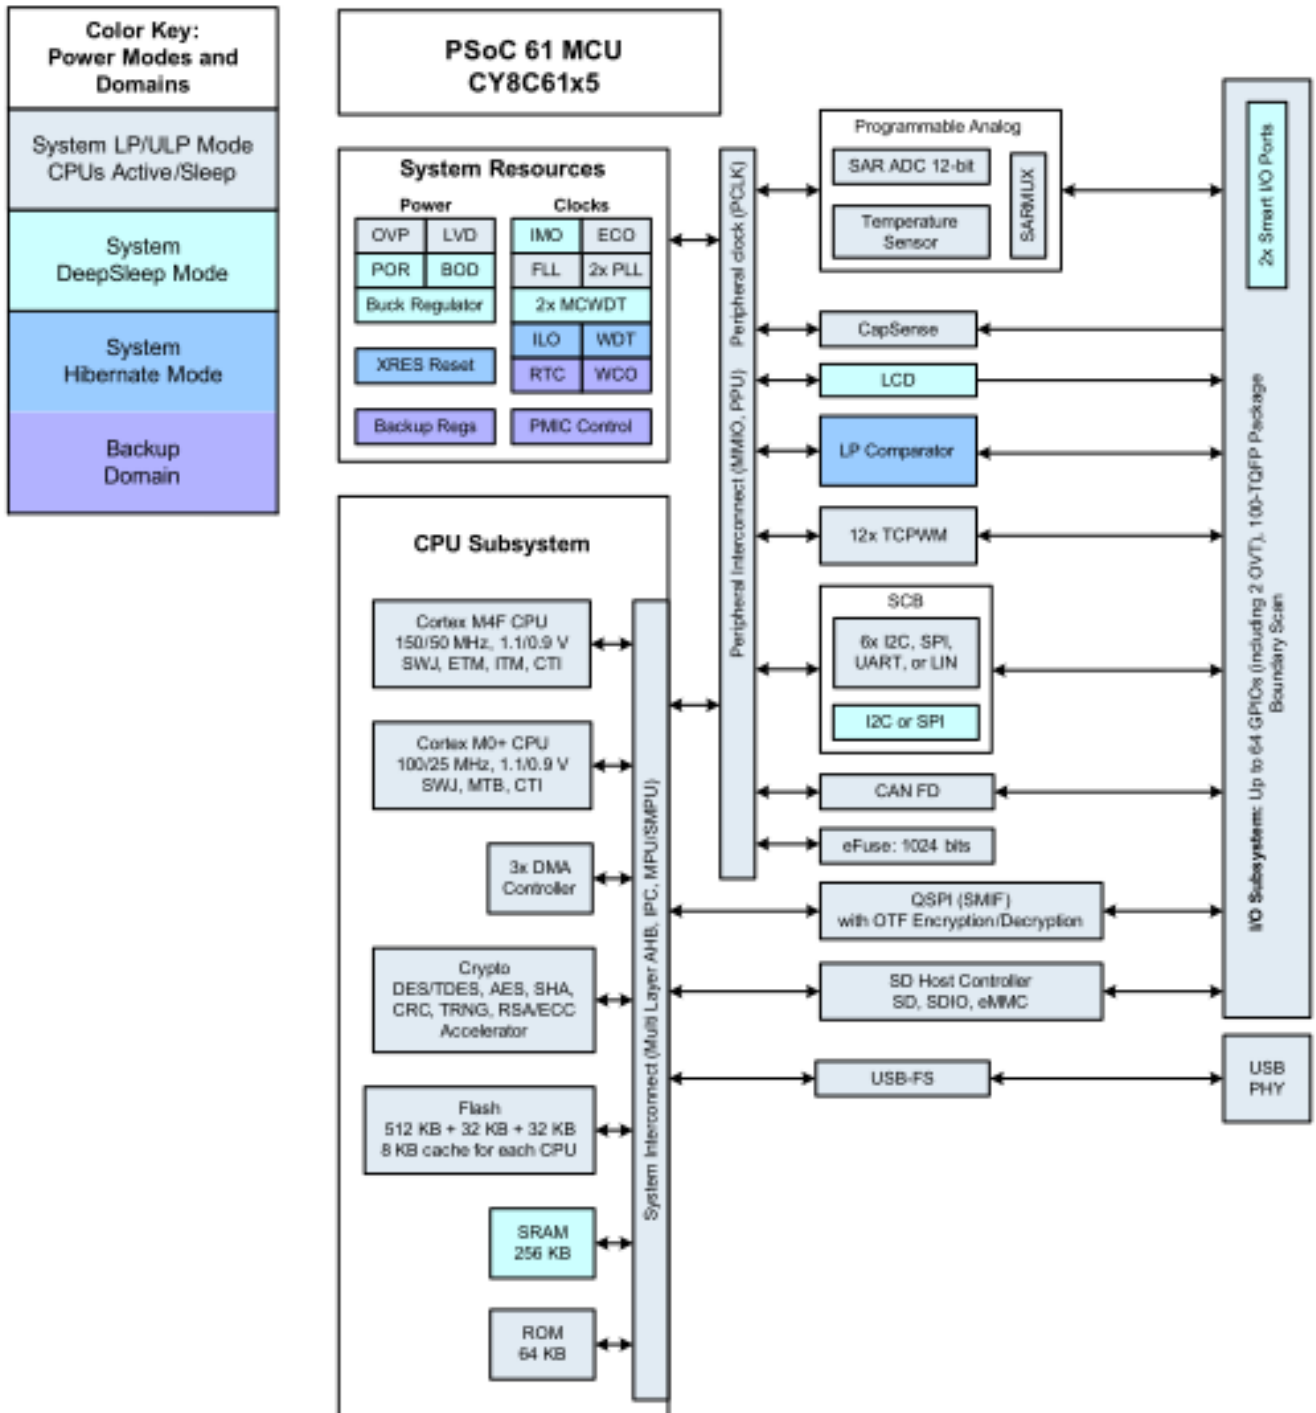 Color Key:
Power Modes and
Domains
System LP/ULP Mode
CPUs Active/Sleep
System
DeepSleep Mode
System
Hibernate Mode
Backup
Domain
PSoC 61 MCU
CY8C61x5
System Resources
Power
Clocks
OVP
LVD
IMO
ECO
POR
BOD
FLL
2x PLL
Buck Regulator
2x MCWDT
XRES Reset
ILO
WDT
RTC
WCO
Backup Regs
PMIC Control
CPU Subsystem
Cortex M4F CPU
150/50 MHz, 1.1/0.9 V
SWJ, ETM, ITM, CTI
Cortex M0+ CPU
100/25 MHz, 1.1/0.9 V
SWJ, MTB, CTI
3x DMA
Controller
Crypto
DES/TDES, AES, SHA,
CRC, TRNG, RSA/ECC
Accelerator
Flash
512 KB + 32 KB + 32 KB
8 KB cache for each CPU
SRAM
256 KB
ROM
64 KB
System Interconnect (Multi Layer AHB, IPC, MPU/SMPU)
Peripheral Interconnect (MMIO, PPU) Peripheral clock (PCLK)
Programmable Analog
SAR ADC 12-bit
Temperature
Sensor
SARMUX
CapSense
LCD
LP Comparator
12x TCPWM
SCB
6x I2C, SPI,
UART, or LIN
I2C or SPI
CAN FD
eFuse: 1024 bits
QSPI (SMIF)
with OTF Encryption/Decryption
SD Host Controller
SD, SDIO, eMMC
USB-FS
2x Smart I/O Ports
I/O Subsystem: Up to 64 GPIOs (including 2 OVT), 100-TQFP Package
Boundary Scan
USB
PHY